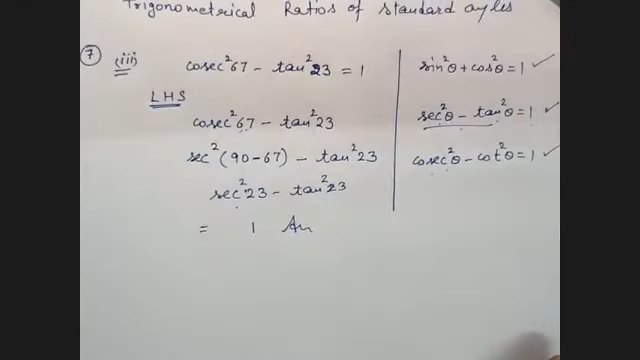 Trigonometrical Ratios of standard angles
7 (iii) cosec²67 − tan²23 = 1
LHS
cosec²67 − tan²23
sec²(90−67) − tan²23
sec²23 − tan²23
= 1 An
sin²θ + cos²θ = 1 ✓
sec²θ − tan²θ = 1 ✓
cosec²θ − cot²θ = 1 ✓